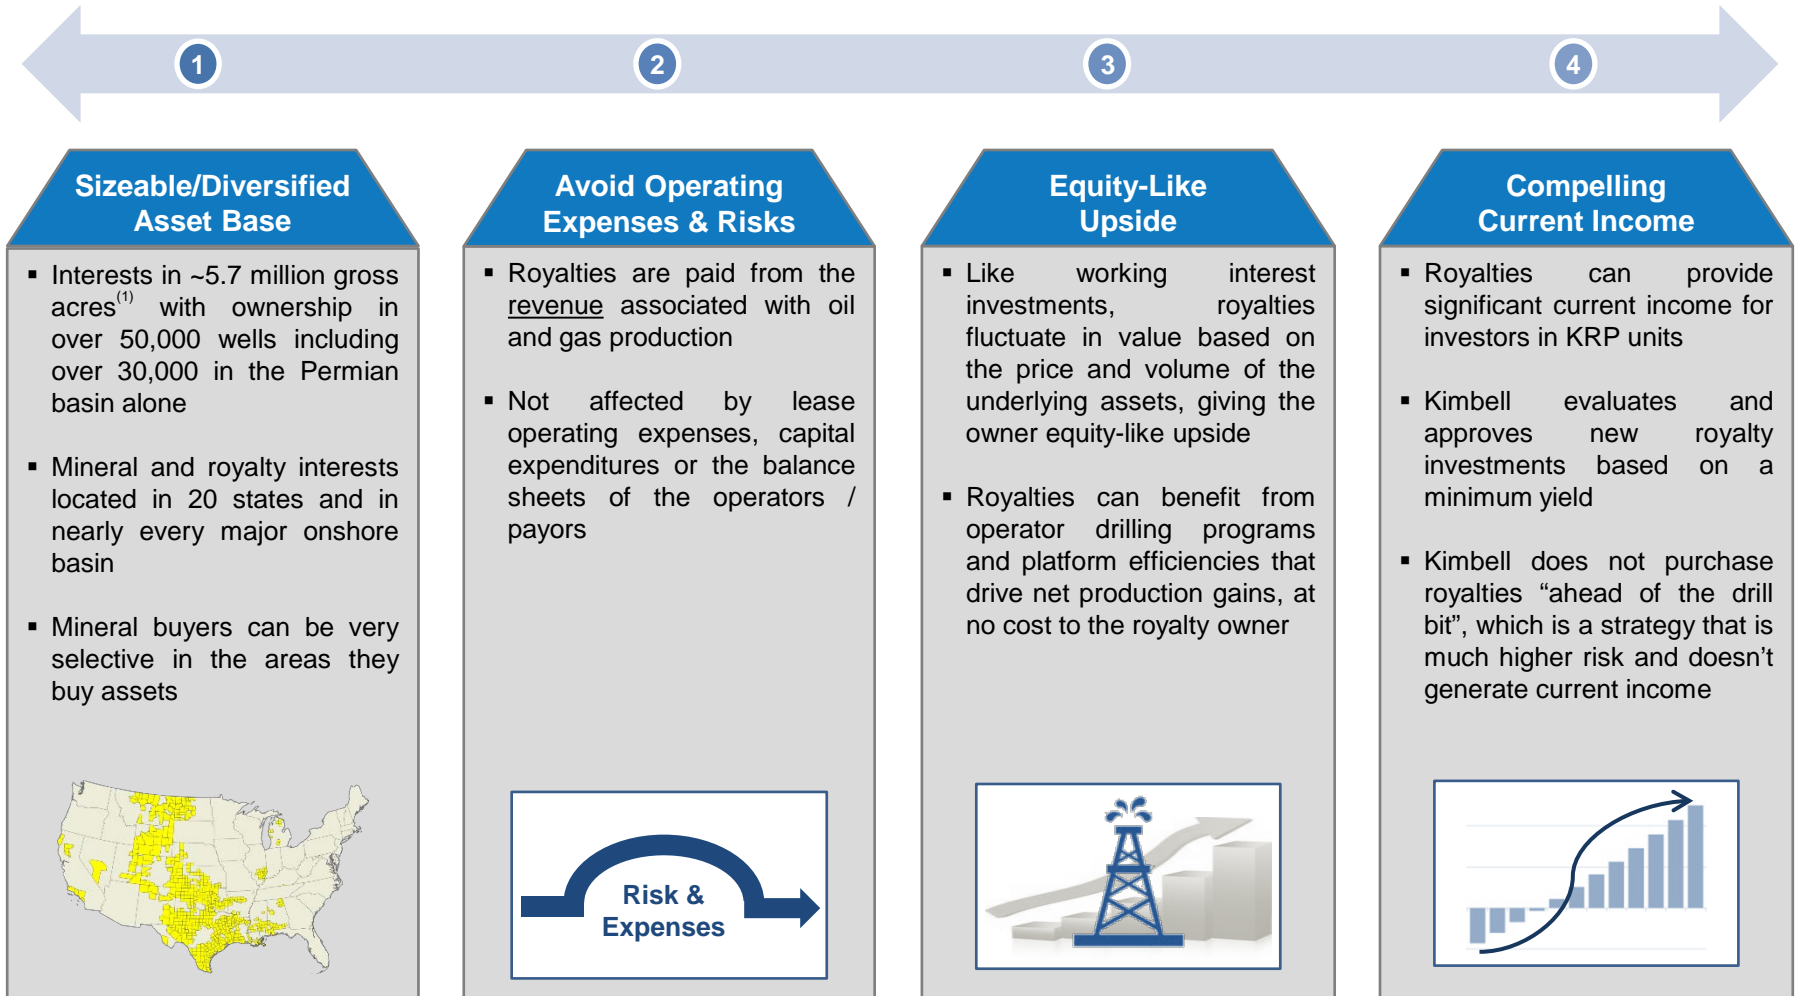 1
2
3
4
Sizeable/Diversified
Asset Base
▪ Interests in ~5.7 million gross
acres(1) with ownership in
over 50,000 wells including
over 30,000 in the Permian
basin alone
▪ Mineral and royalty interests
located in 20 states and in
nearly every major onshore
basin
▪ Mineral buyers can be very
selective in the areas they
buy assets
Avoid Operating
Expenses & Risks
▪ Royalties are paid from the
revenue associated with oil
and gas production
▪ Not affected by lease
operating expenses, capital
expenditures or the balance
sheets of the operators /
payors
Risk &
Expenses
Equity-Like
Upside
▪ Like working interest
investments, royalties
fluctuate in value based on
the price and volume of the
underlying assets, giving the
owner equity-like upside
▪ Royalties can benefit from
operator drilling programs
and platform efficiencies that
drive net production gains, at
no cost to the royalty owner
Compelling
Current Income
▪ Royalties can provide
significant current income for
investors in KRP units
▪ Kimbell evaluates and
approves new royalty
investments based on a
minimum yield
▪ Kimbell does not purchase
royalties “ahead of the drill
bit”, which is a strategy that is
much higher risk and doesn’t
generate current income